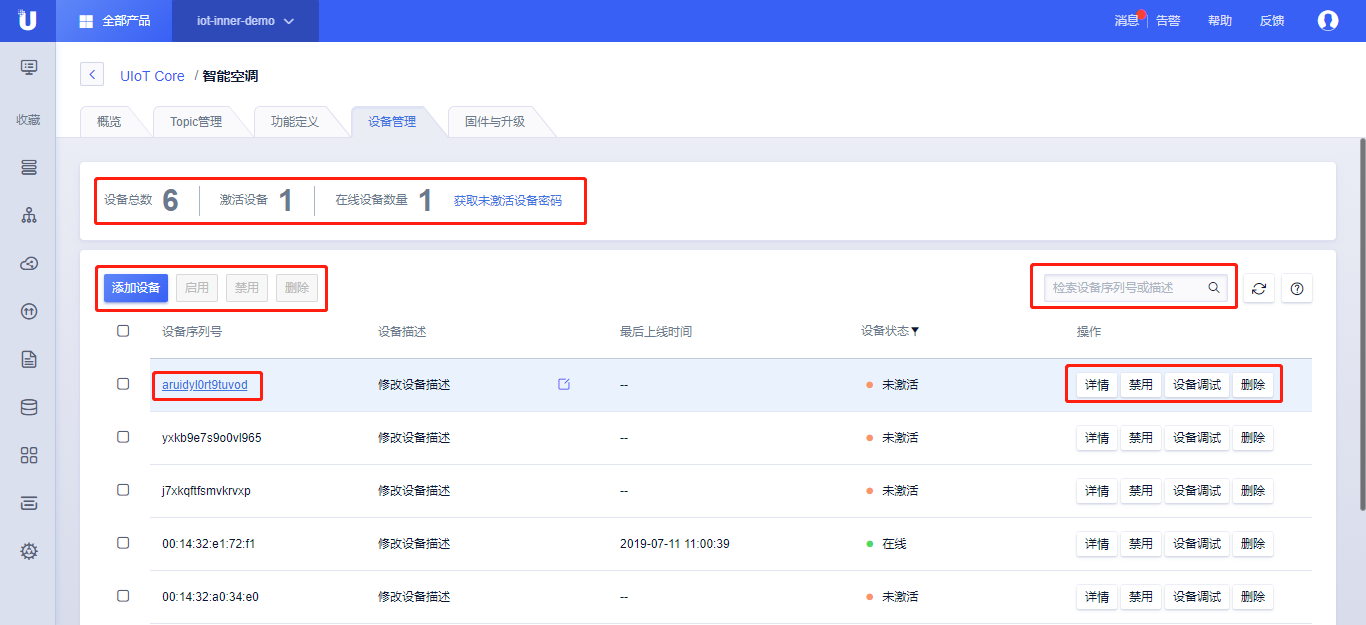 U 全部产品 iot-inner-demo 消息 告警 帮助 反馈
收藏
UIoT Core / 智能空调
概览 Topic管理 功能定义 设备管理 固件与升级
设备总数 6 激活设备 1 在线设备数量 1 获取未激活设备密码
添加设备 启用 禁用 删除 检索设备序列号或描述
设备序列号 设备描述 最后上线时间 设备状态 操作
aruidyl0rt9tuvod 修改设备描述 -- 未激活 详情 禁用 设备调试 删除
yxkb9e7s9o0vl965 修改设备描述 -- 未激活 详情 禁用 设备调试 删除
j7xkqftfsmvkrvxp 修改设备描述 -- 未激活 详情 禁用 设备调试 删除
00:14:32:e1:72:f1 修改设备描述 2019-07-11 11:00:39 在线 详情 禁用 设备调试 删除
00:14:32:a0:34:e0 修改设备描述 -- 未激活 详情 禁用 设备调试 删除